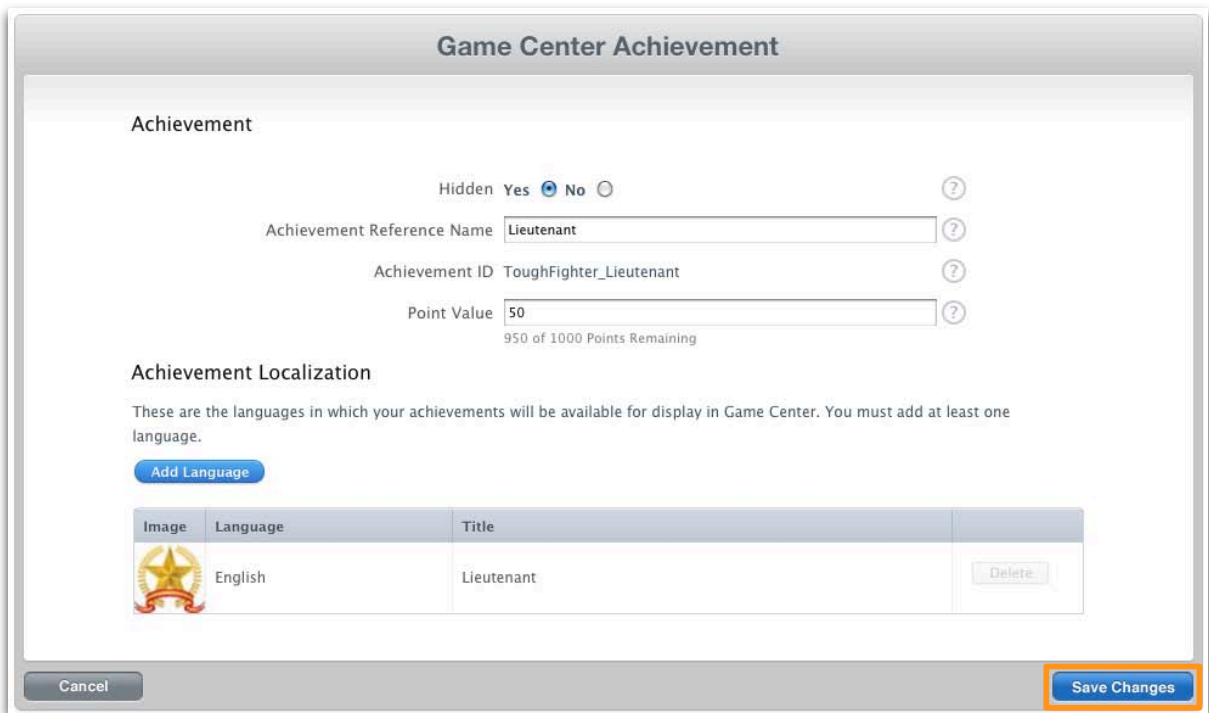 Game Center Achievement
Achievement
Hidden Yes No ?
Achievement Reference Name Lieutenant ?
Achievement ID ToughFighter_Lieutenant ?
Point Value 50 ?
950 of 1000 Points Remaining
Achievement Localization
These are the languages in which your achievements will be available for display in Game Center. You must add at least one
language.
Add Language
Image Language Title
English Lieutenant Delete
Cancel Save Changes